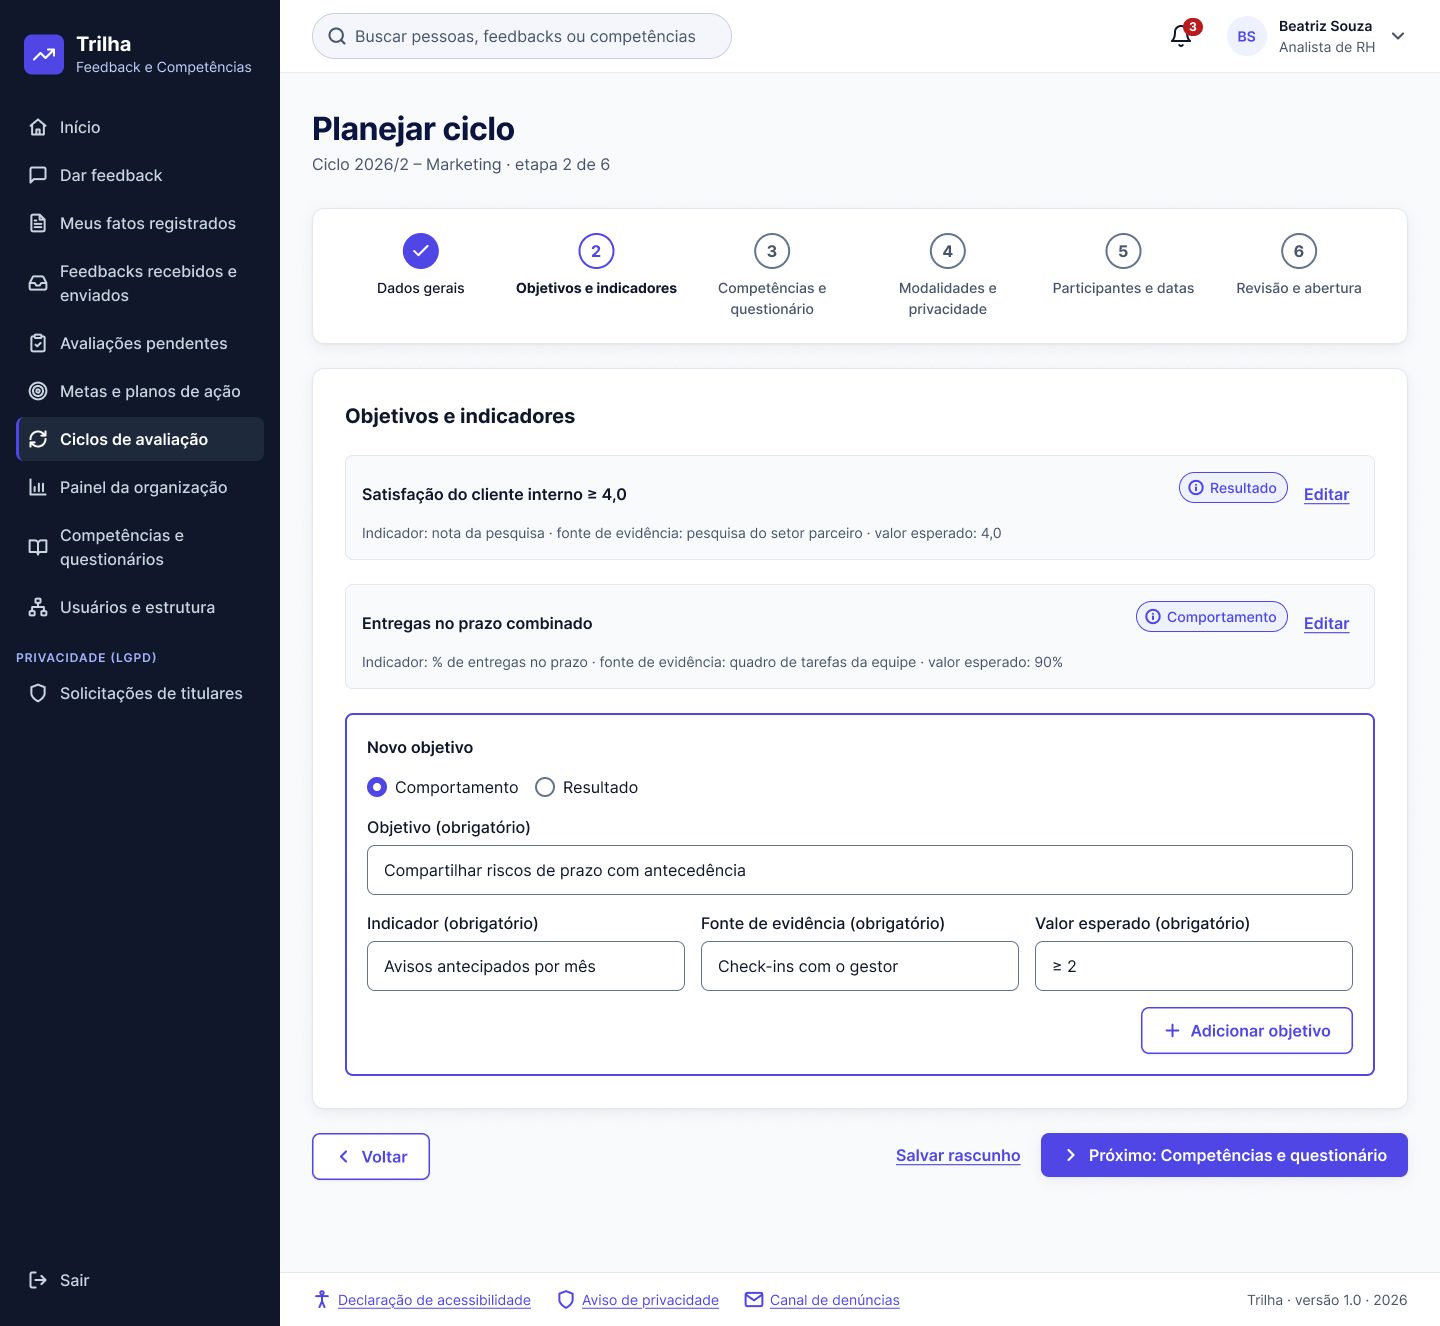 Trilha
Feedback e Competências
Início
Dar feedback
Meus fatos registrados
Feedbacks recebidos e
enviados
Avaliações pendentes
Metas e planos de ação
Ciclos de avaliação
Painel da organização
Competências e
questionários
Usuários e estrutura
PRIVACIDADE (LGPD)
Solicitações de titulares
Sair
Buscar pessoas, feedbacks ou competências
3
BS
Beatriz Souza
Analista de RH
Planejar ciclo
Ciclo 2026/2 – Marketing · etapa 2 de 6
Dados gerais
2
Objetivos e indicadores
3
Competências e
questionário
4
Modalidades e
privacidade
5
Participantes e datas
6
Revisão e abertura
Objetivos e indicadores
Satisfação do cliente interno ≥ 4,0
Resultado
Editar
Indicador: nota da pesquisa · fonte de evidência: pesquisa do setor parceiro · valor esperado: 4,0
Entregas no prazo combinado
Comportamento
Editar
Indicador: % de entregas no prazo · fonte de evidência: quadro de tarefas da equipe · valor esperado: 90%
Novo objetivo
Comportamento
Resultado
Objetivo (obrigatório)
Compartilhar riscos de prazo com antecedência
Indicador (obrigatório)
Avisos antecipados por mês
Fonte de evidência (obrigatório)
Check-ins com o gestor
Valor esperado (obrigatório)
≥ 2
Adicionar objetivo
Voltar
Salvar rascunho
Próximo: Competências e questionário
Declaração de acessibilidade
Aviso de privacidade
Canal de denúncias
Trilha · versão 1.0 · 2026